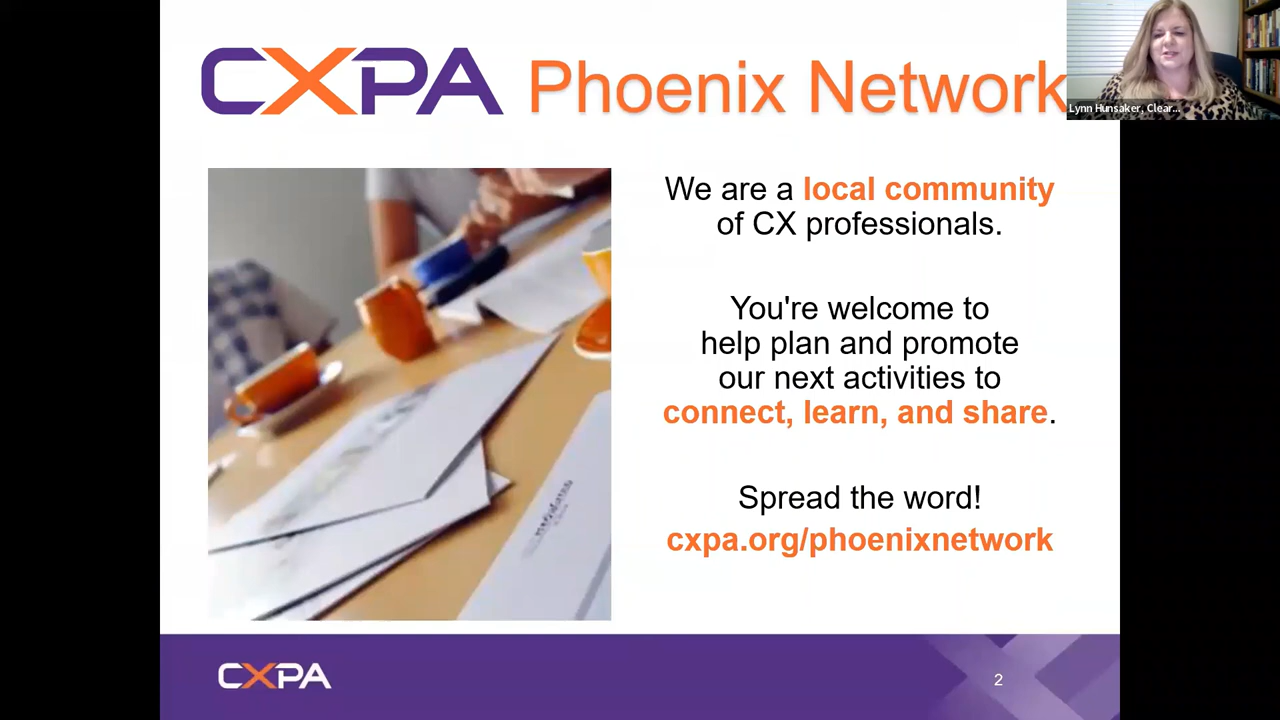 CXPA Phoenix Network
Lynn Hunsaker, Clear...
We are a local community
of CX professionals.
You're welcome to
help plan and promote
our next activities to
connect, learn, and share.
Spread the word!
cxpa.org/phoenixnetwork
CXPA
2